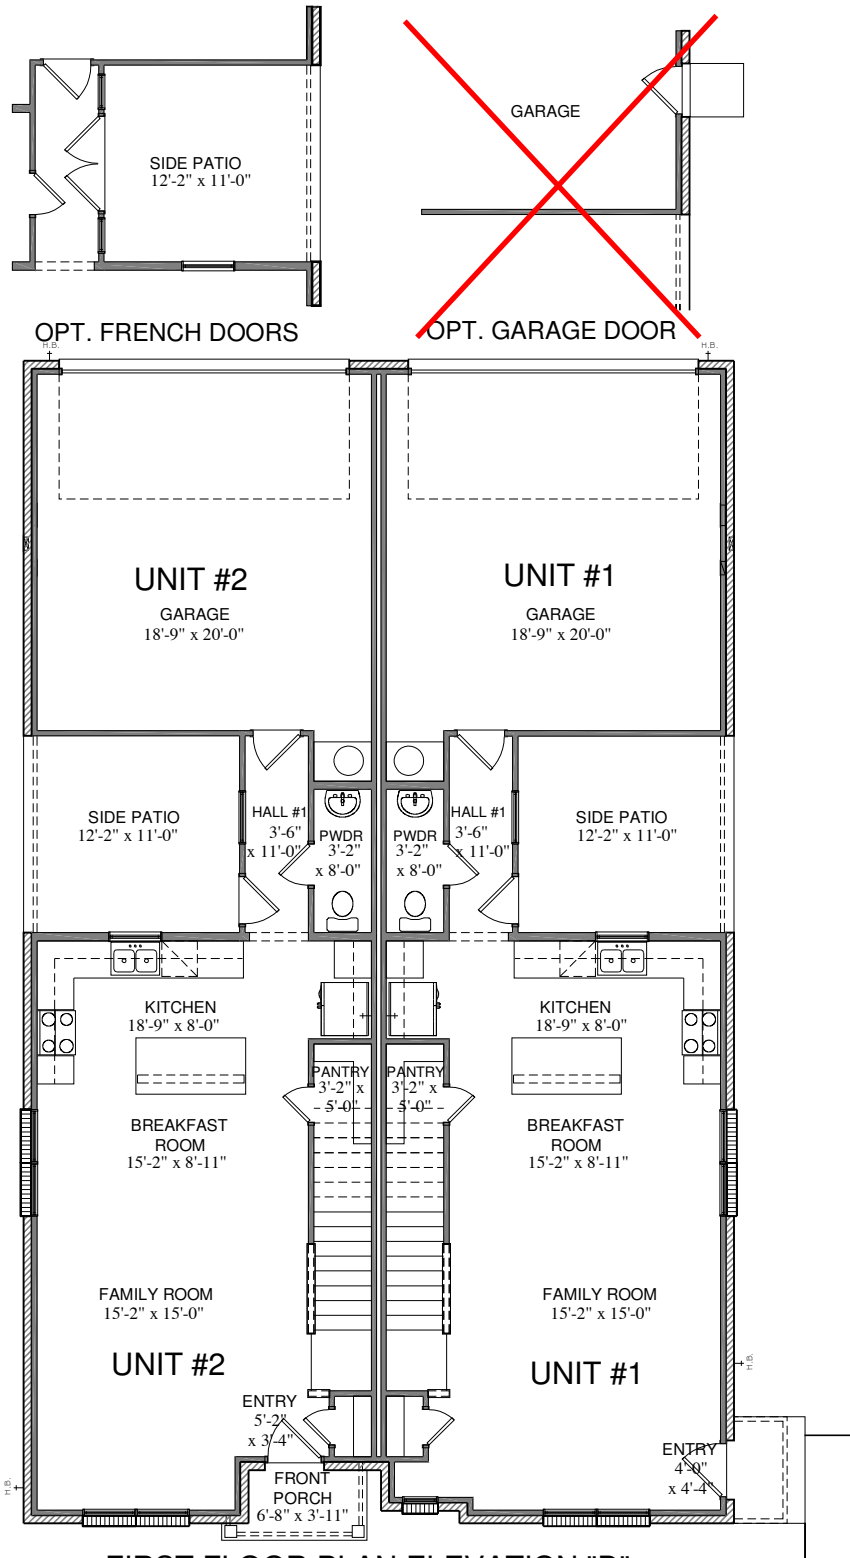 GARAGE
SIDE PATIO
12'-2" x 11'-0"
OPT. FRENCH DOORS
OPT. GARAGE DOOR
H.B.
H.B.
UNIT #2
GARAGE
18'-9" x 20'-0"
UNIT #1
GARAGE
18'-9" x 20'-0"
SIDE PATIO
12'-2" x 11'-0"
HALL #1
3'-6"
x 11'-0"
PWDR
3'-2"
x 8'-0"
PWDR
3'-2"
x 8'-0"
HALL #1
3'-6"
x 11'-0"
SIDE PATIO
12'-2" x 11'-0"
KITCHEN
18'-9" x 8'-0"
KITCHEN
18'-9" x 8'-0"
PANTRY
3'-2" x
5'-0"
PANTRY
3'-2" x
5'-0"
BREAKFAST
ROOM
15'-2" x 8'-11"
BREAKFAST
ROOM
15'-2" x 8'-11"
FAMILY ROOM
15'-2" x 15'-0"
FAMILY ROOM
15'-2" x 15'-0"
UNIT #2
UNIT #1
H.B.
ENTRY
5'-2"
x 3'-4"
ENTRY
4'-0"
x 4'-4"
H.B.
FRONT
PORCH
6'-8" x 3'-11"